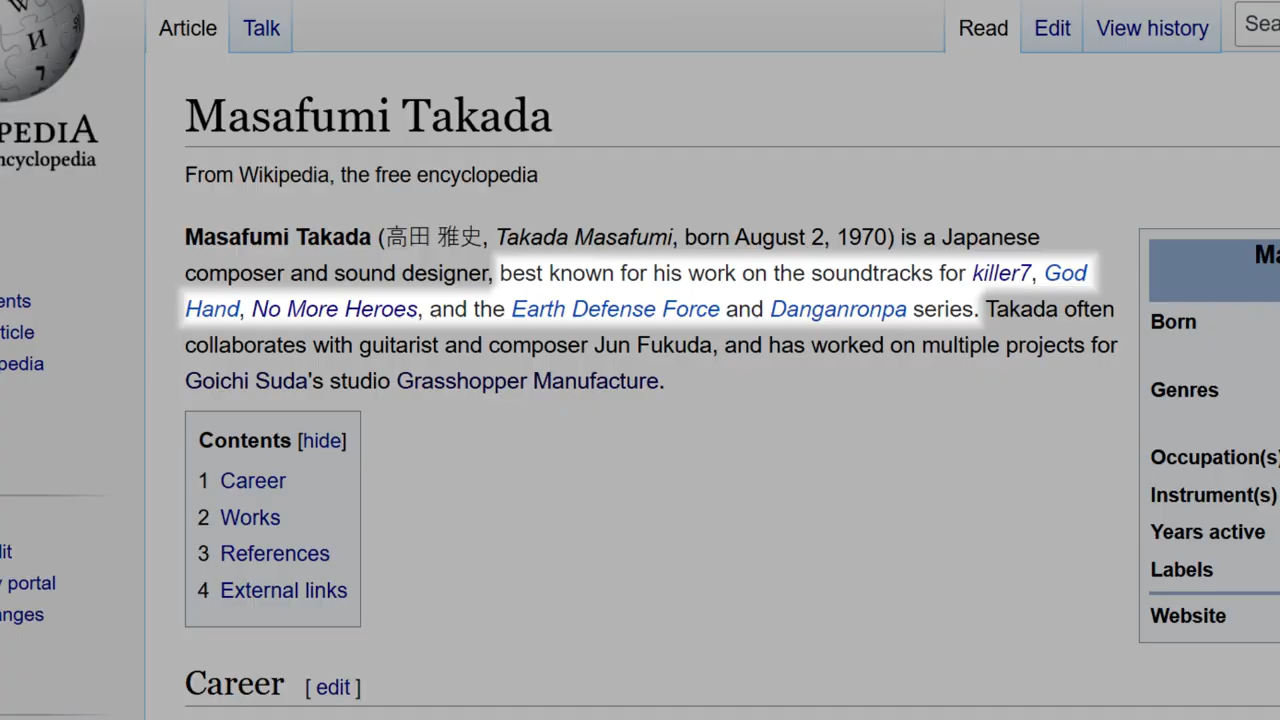 Article Talk Read Edit View history Sea
PEDIA
ncyclopedia
Masafumi Takada
From Wikipedia, the free encyclopedia
Masafumi Takada (高田 雅史, Takada Masafumi, born August 2, 1970) is a Japanese
composer and sound designer, best known for his work on the soundtracks for killer7, God
Hand, No More Heroes, and the Earth Defense Force and Danganronpa series. Takada often
collaborates with guitarist and composer Jun Fukuda, and has worked on multiple projects for
Goichi Suda's studio Grasshopper Manufacture.
Contents [hide]
1 Career
2 Works
3 References
4 External links
Career [ edit ]
ents
ticle
pedia
lit
y portal
anges
Ma
Born
Genres
Occupation(s)
Instrument(s)
Years active
Labels
Website